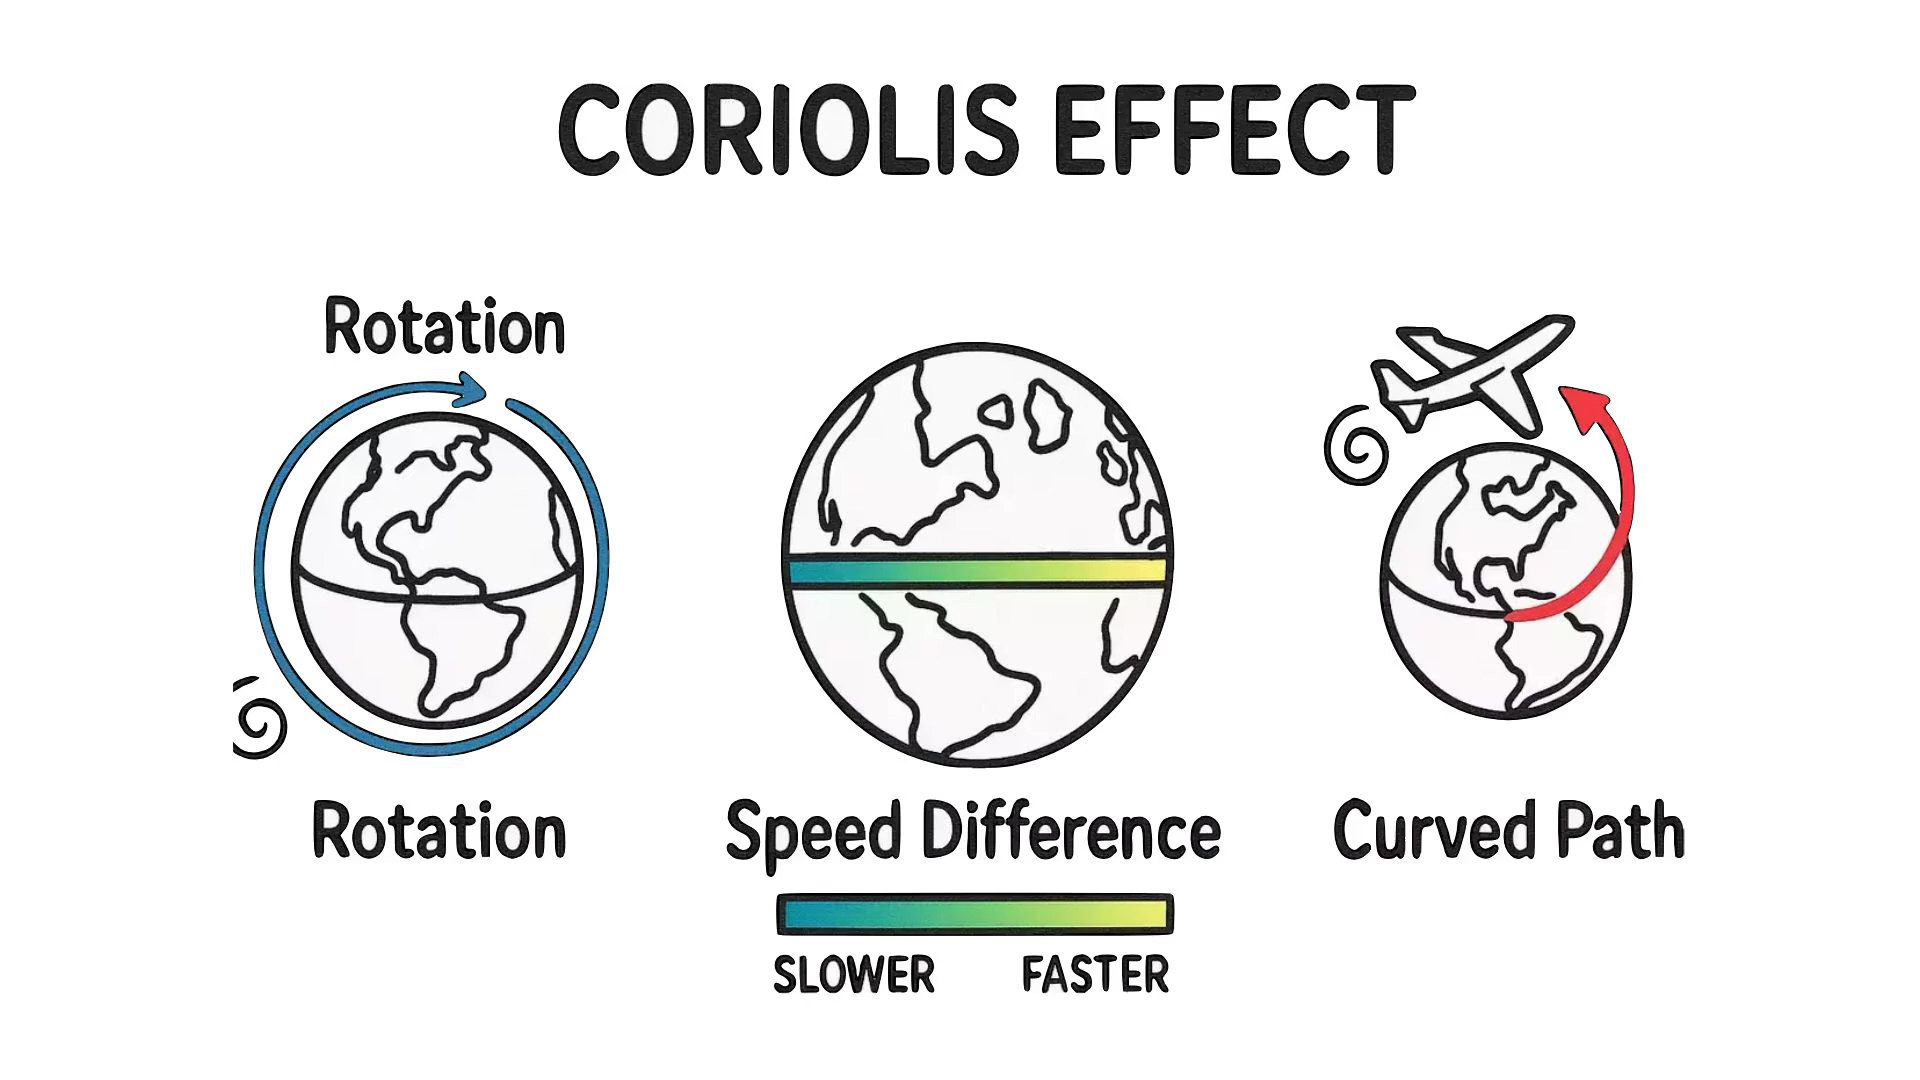 CORIOLIS EFFECT
Rotation
Rotation
Speed Difference
SLOWER FASTER
Curved Path